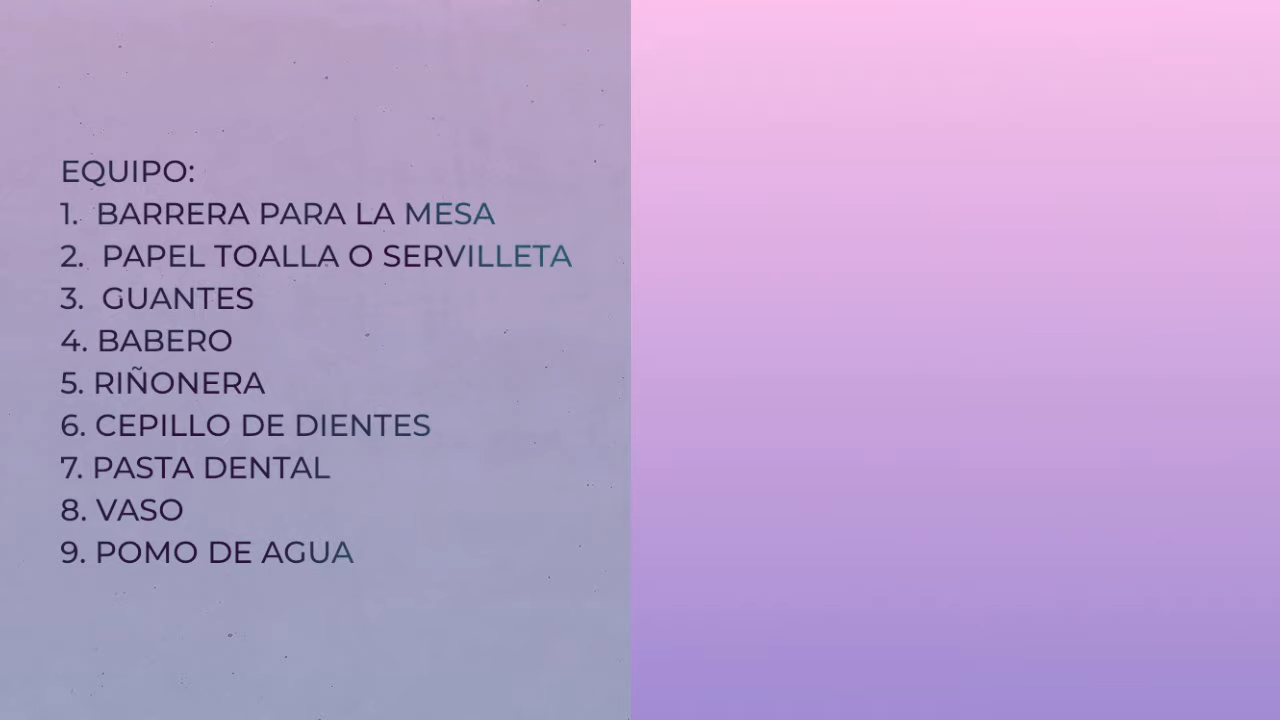 EQUIPO:
1. BARRERA PARA LA MESA
2. PAPEL TOALLA O SERVILLETA
3. GUANTES
4. BABERO
5. RIÑONERA
6. CEPILLO DE DIENTES
7. PASTA DENTAL
8. VASO
9. POMO DE AGUA